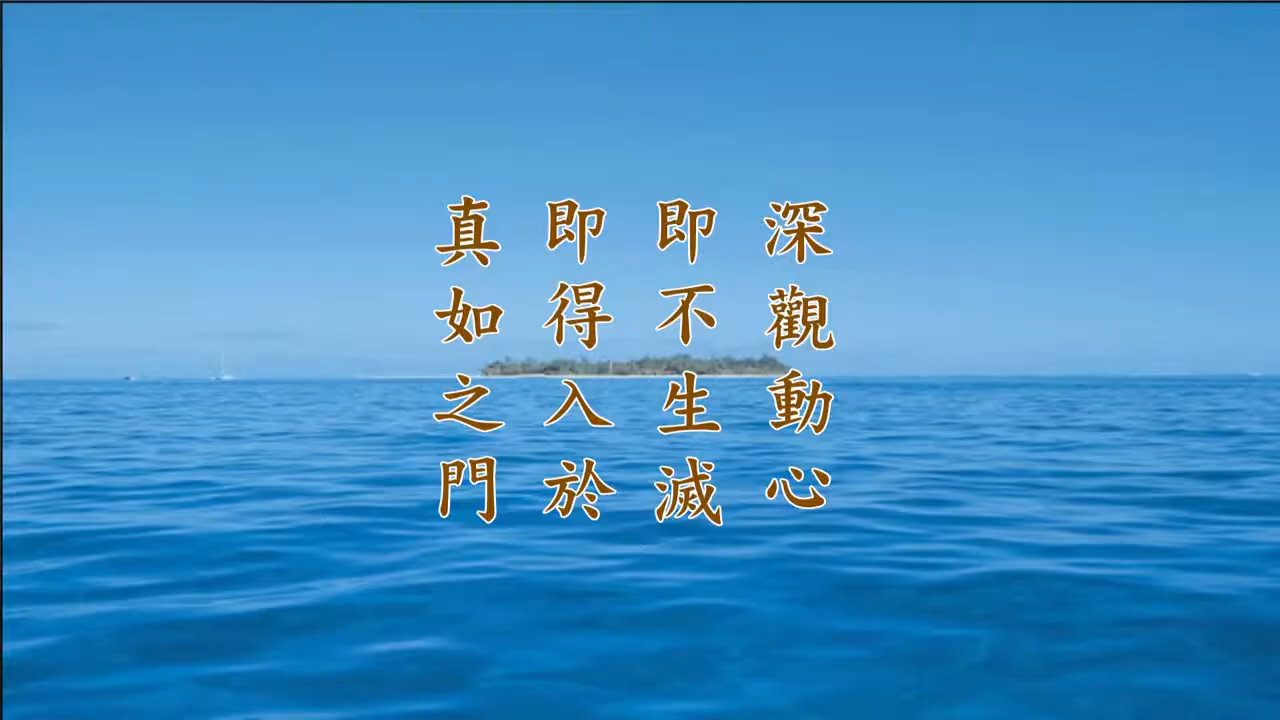 深觀動心
即不生滅
即得入於
真如之門